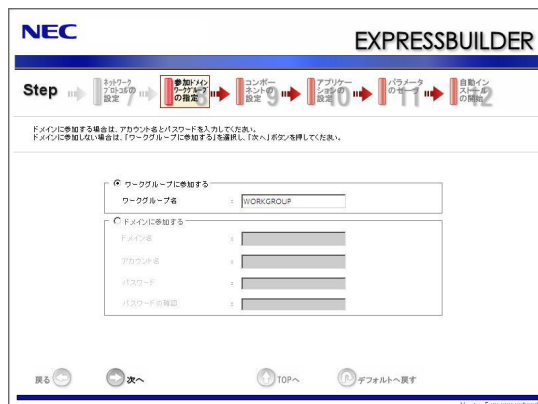 NEC
EXPRESSBUILDER
Step
ネットワーク
プロトコルの
設定 7
参加ドメイン
ワークグループ
の指定 8
コンポー
ネントの
設定 9
アプリケー
ションの
設定 10
パラメータ
のセーブ 11
自動イン
ストール
の開始 12
ドメインに参加する場合は、アカウント名とパスワードを入力してください。
ドメインに参加しない場合は、「ワークグループに参加する」を選択し、「次へ」ボタンを押してください。
ワークグループに参加する
ワークグループ名 : WORKGROUP
ドメインに参加する
ドメイン名 :
アカウント名 :
パスワード :
パスワードの確認 :
戻る
次へ
TOPへ
デフォルトへ戻す